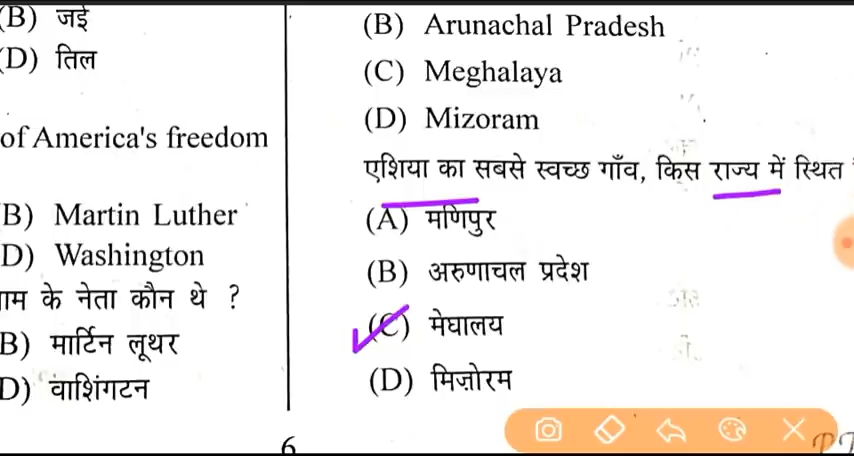 (B) जई
(D) तिल
of America's freedom
B) Martin Luther
D) Washington
ाम के नेता कौन थे ?
B) मार्टिन लूथर
D) वाशिंगटन
(B) Arunachal Pradesh
(C) Meghalaya
(D) Mizoram
एशिया का सबसे स्वच्छ गाँव, किस राज्य में स्थित
(A) मणिपुर
(B) अरुणाचल प्रदेश
(C) मेघालय
(D) मिज़ोरम
6